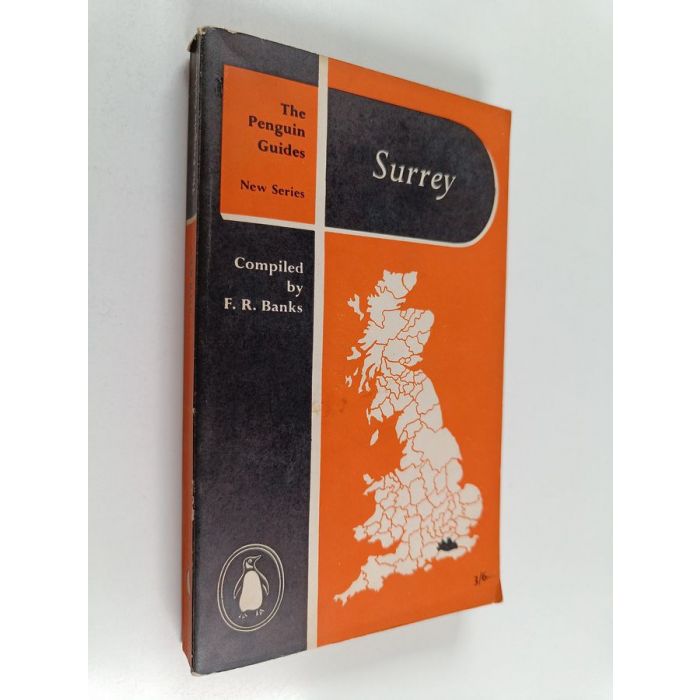 The
Penguin
Guides
New Series
Surrey
Compiled
by
F. R. Banks
3/6